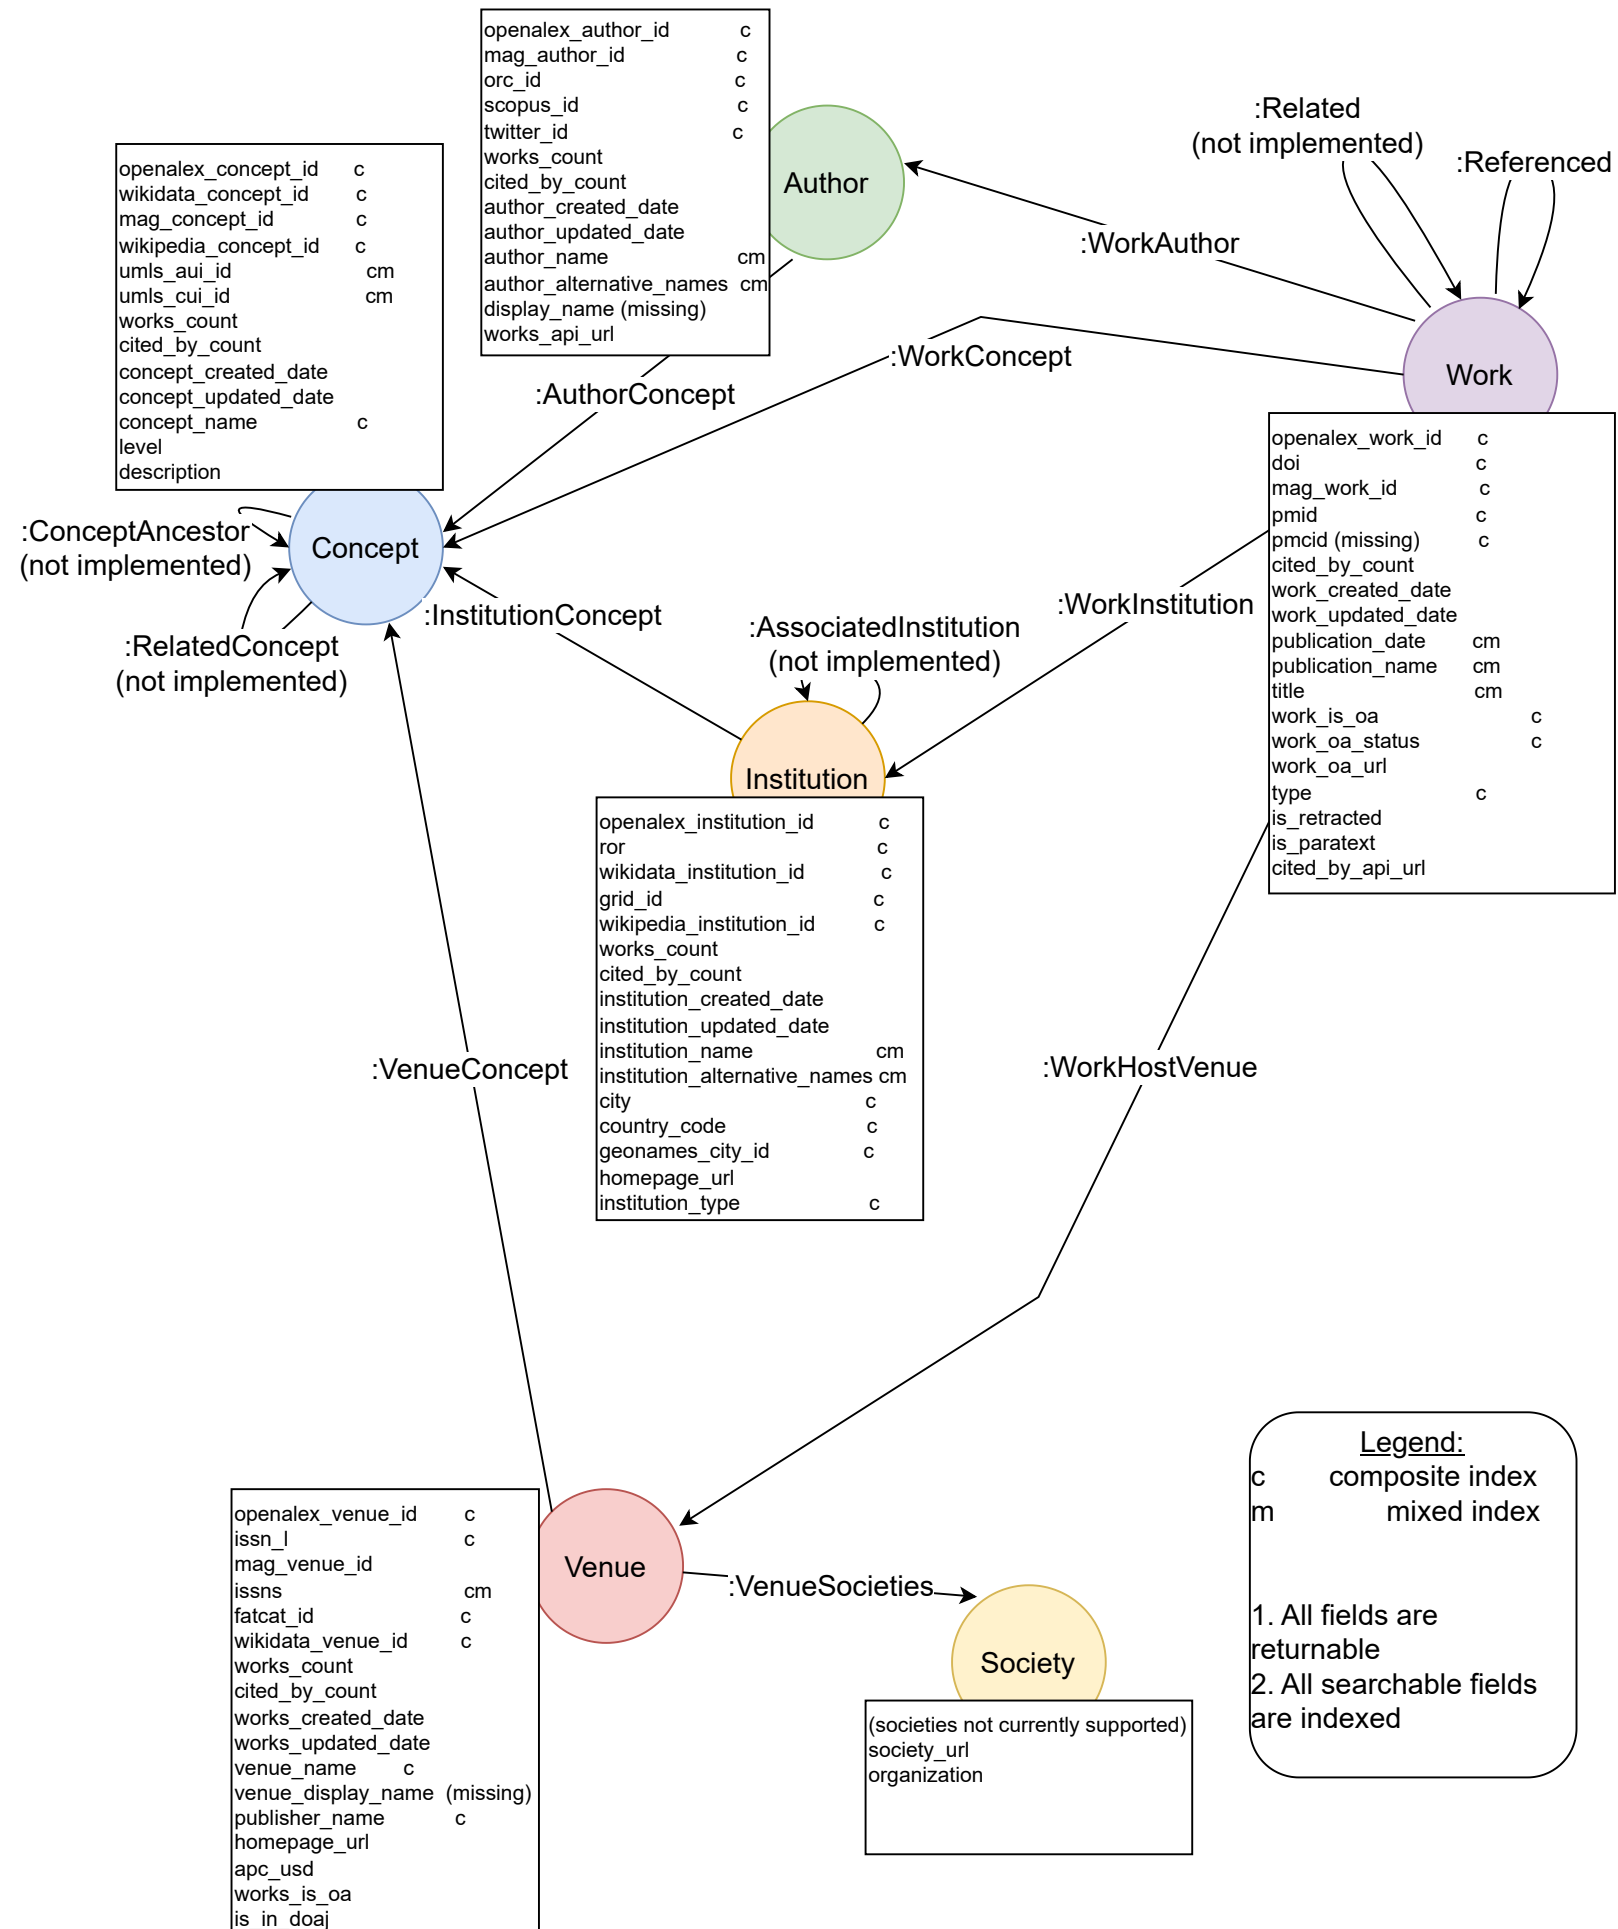 openalex_author_id c
mag_author_id c
orc_id c
scopus_id c
twitter_id c
works_count
cited_by_count
author_created_date
author_updated_date
author_name cm
author_alternative_names cm
display_name (missing)
works_api_url
Author
:Related
(not implemented)
:Referenced
:WorkAuthor
openalex_concept_id c
wikidata_concept_id c
mag_concept_id c
wikipedia_concept_id c
umls_aui_id cm
umls_cui_id cm
works_count
cited_by_count
concept_created_date
concept_updated_date
concept_name c
level
description
:WorkConcept
:AuthorConcept
Work
openalex_work_id c
doi c
mag_work_id c
pmid c
pmcid (missing) c
cited_by_count
work_created_date
work_updated_date
publication_date cm
publication_name cm
title cm
work_is_oa c
work_oa_status c
work_oa_url
type c
is_retracted
is_paratext
cited_by_api_url
:ConceptAncestor
(not implemented)
Concept
:RelatedConcept
(not implemented)
:InstitutionConcept
:AssociatedInstitution
(not implemented)
:WorkInstitution
Institution
openalex_institution_id c
ror c
wikidata_institution_id c
grid_id c
wikipedia_institution_id c
works_count
cited_by_count
institution_created_date
institution_updated_date
institution_name cm
institution_alternative_names cm
city c
country_code c
geonames_city_id c
homepage_url
institution_type c
:VenueConcept
:WorkHostVenue
openalex_venue_id c
issn_l c
mag_venue_id
issns cm
fatcat_id c
wikidata_venue_id c
works_count
cited_by_count
works_created_date
works_updated_date
venue_name c
venue_display_name (missing)
publisher_name c
homepage_url
apc_usd
works_is_oa
is_in_doaj
Venue
:VenueSocieties
Society
(societies not currently supported)
society_url
organization
Legend:
c composite index
m mixed index
1. All fields are
returnable
2. All searchable fields
are indexed